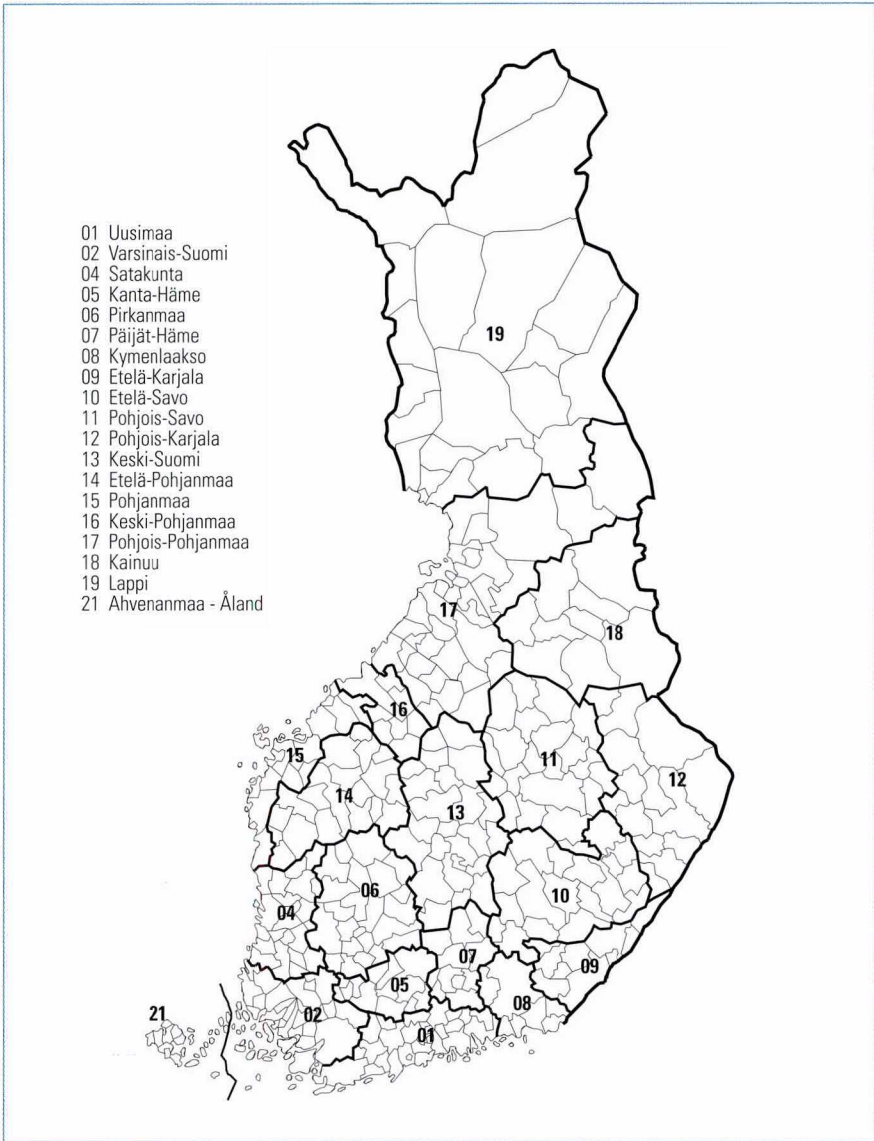 01 Uusimaa
02 Varsinais-Suomi
04 Satakunta
05 Kanta-Häme
06 Pirkanmaa
07 Päijät-Häme
08 Kymenlaakso
09 Etelä-Karjala
10 Etelä-Savo
11 Pohjois-Savo
12 Pohjois-Karjala
13 Keski-Suomi
14 Etelä-Pohjanmaa
15 Pohjanmaa
16 Keski-Pohjanmaa
17 Pohjois-Pohjanmaa
18 Kainuu
19 Lappi
21 Ahvenanmaa - Åland
19
17
18
16
15
11
12
14
13
06
10
04
07
09
05
08
21
02
01